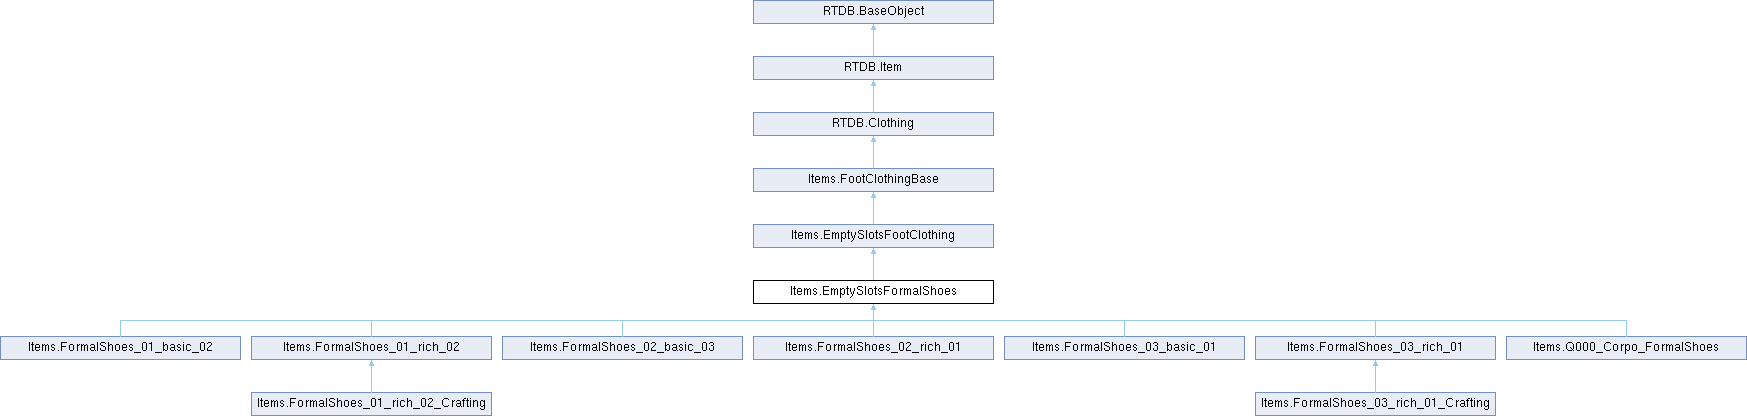 RTDB.BaseObject
RTDB.Item
RTDB.Clothing
Items.FootClothingBase
Items.EmptySlotsFootClothing
Items.EmptySlotsFormalShoes
Items.FormalShoes_01_basic_02
Items.FormalShoes_01_rich_02
Items.FormalShoes_02_basic_03
Items.FormalShoes_02_rich_01
Items.FormalShoes_03_basic_01
Items.FormalShoes_03_rich_01
Items.Q000_Corpo_FormalShoes
Items.FormalShoes_01_rich_02_Crafting
Items.FormalShoes_03_rich_01_Crafting